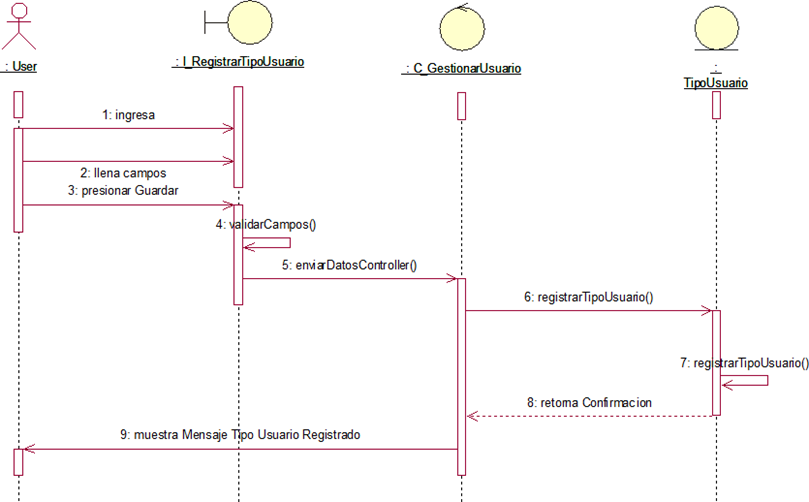 : User
: I_RegistrarTipoUsuario
: C_GestionarUsuario
:
TipoUsuario
1: ingresa
2: llena campos
3: presionar Guardar
4: validarCampos()
5: enviarDatosController()
6: registrarTipoUsuario()
7: registrarTipoUsuario()
8: retorna Confirmacion
9: muestra Mensaje Tipo Usuario Registrado